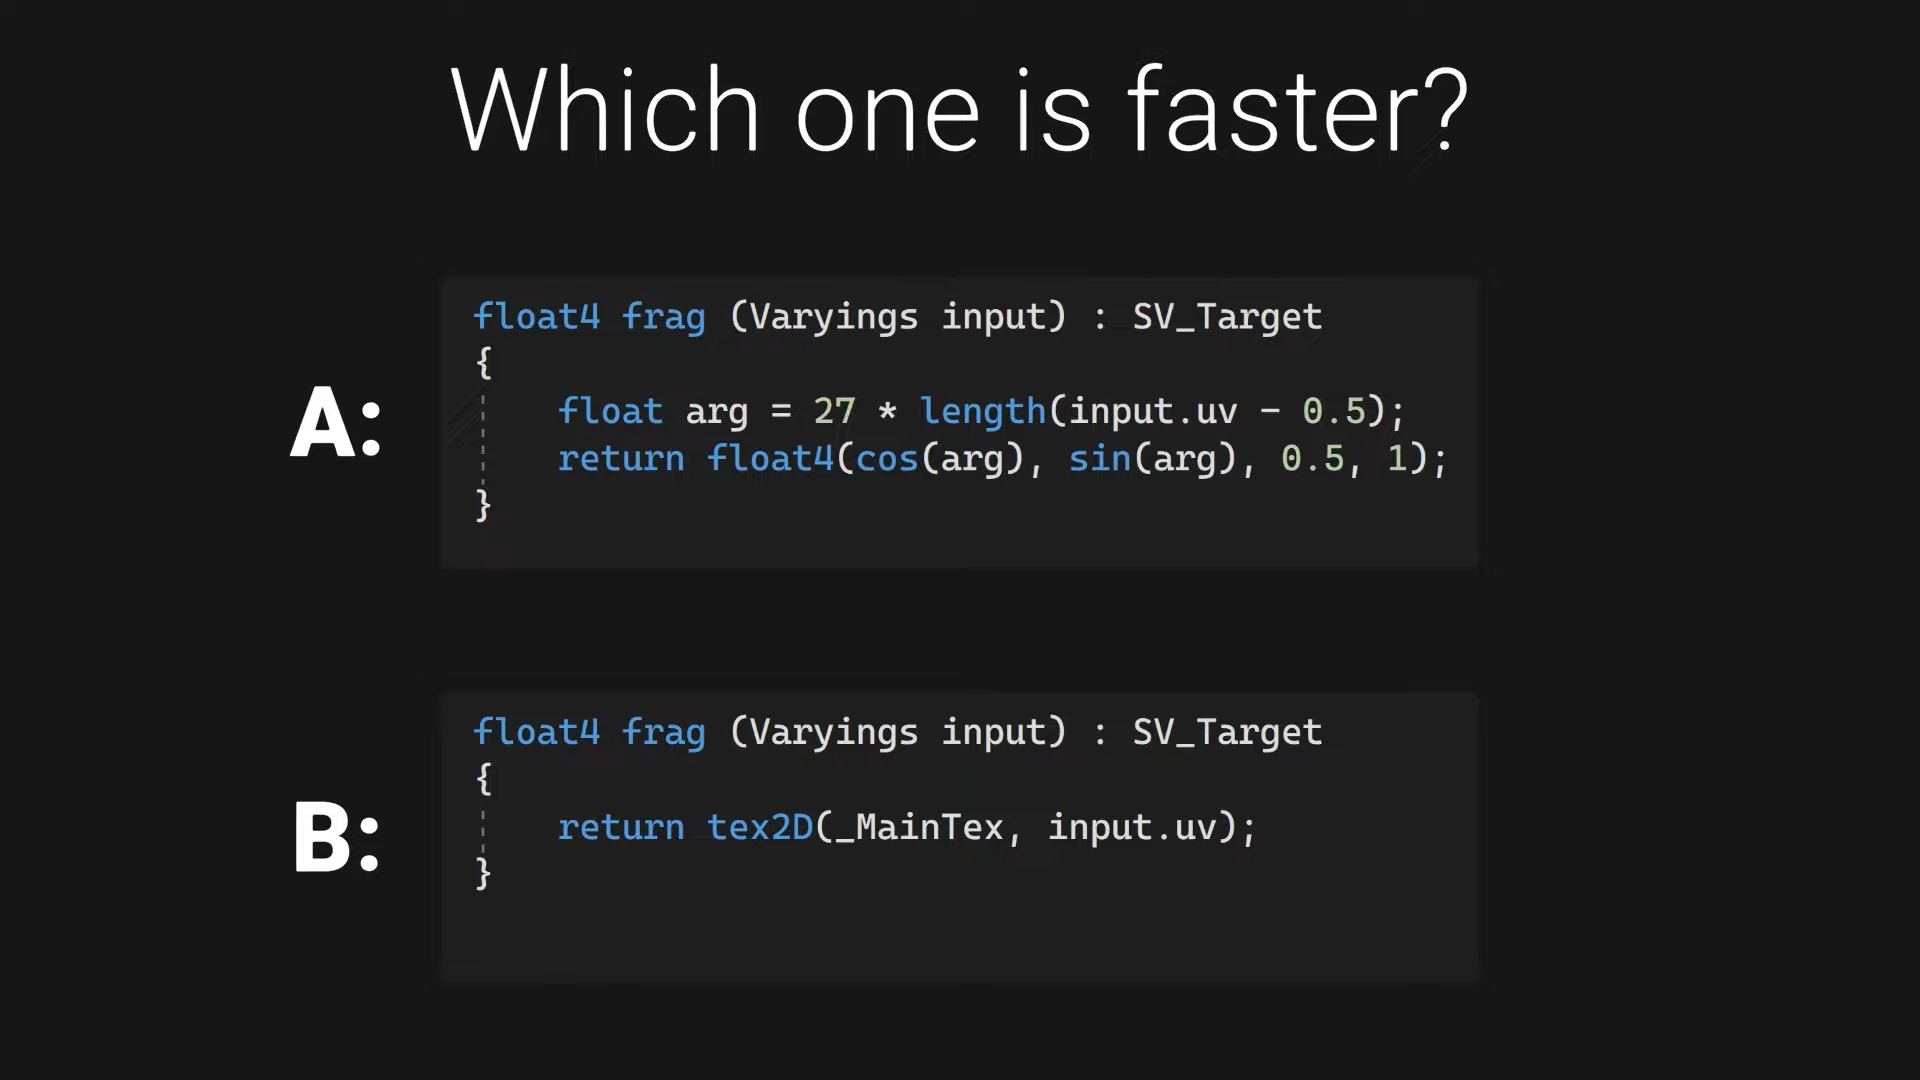 Which one is faster?
A:
float4 frag (Varyings input) : SV_Target
{
float arg = 27 * length(input.uv - 0.5);
return float4(cos(arg), sin(arg), 0.5, 1);
}
B:
float4 frag (Varyings input) : SV_Target
{
return tex2D(_MainTex, input.uv);
}